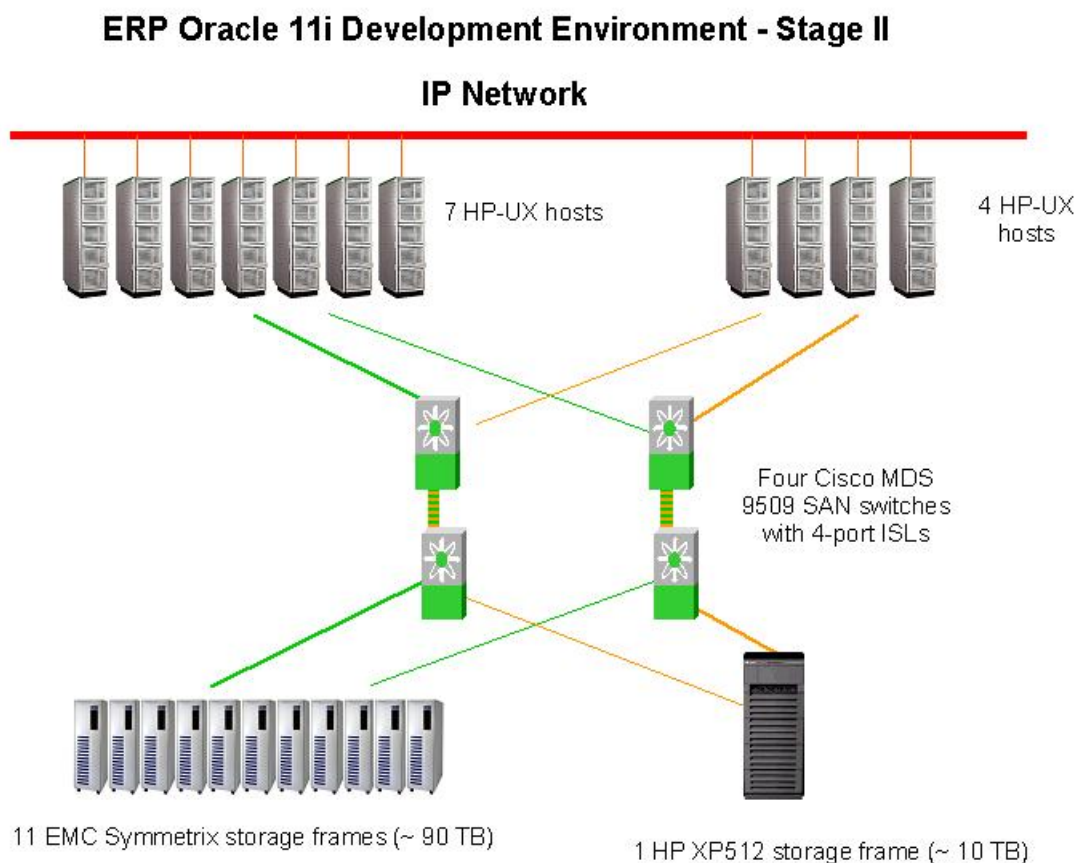 ERP Oracle 11i Development Environment - Stage II
IP Network
7 HP-UX hosts
4 HP-UX
hosts
Four Cisco MDS
9509 SAN switches
with 4-port ISLs
11 EMC Symmetrix storage frames (~ 90 TB)
1 HP XP512 storage frame (~ 10 TB)